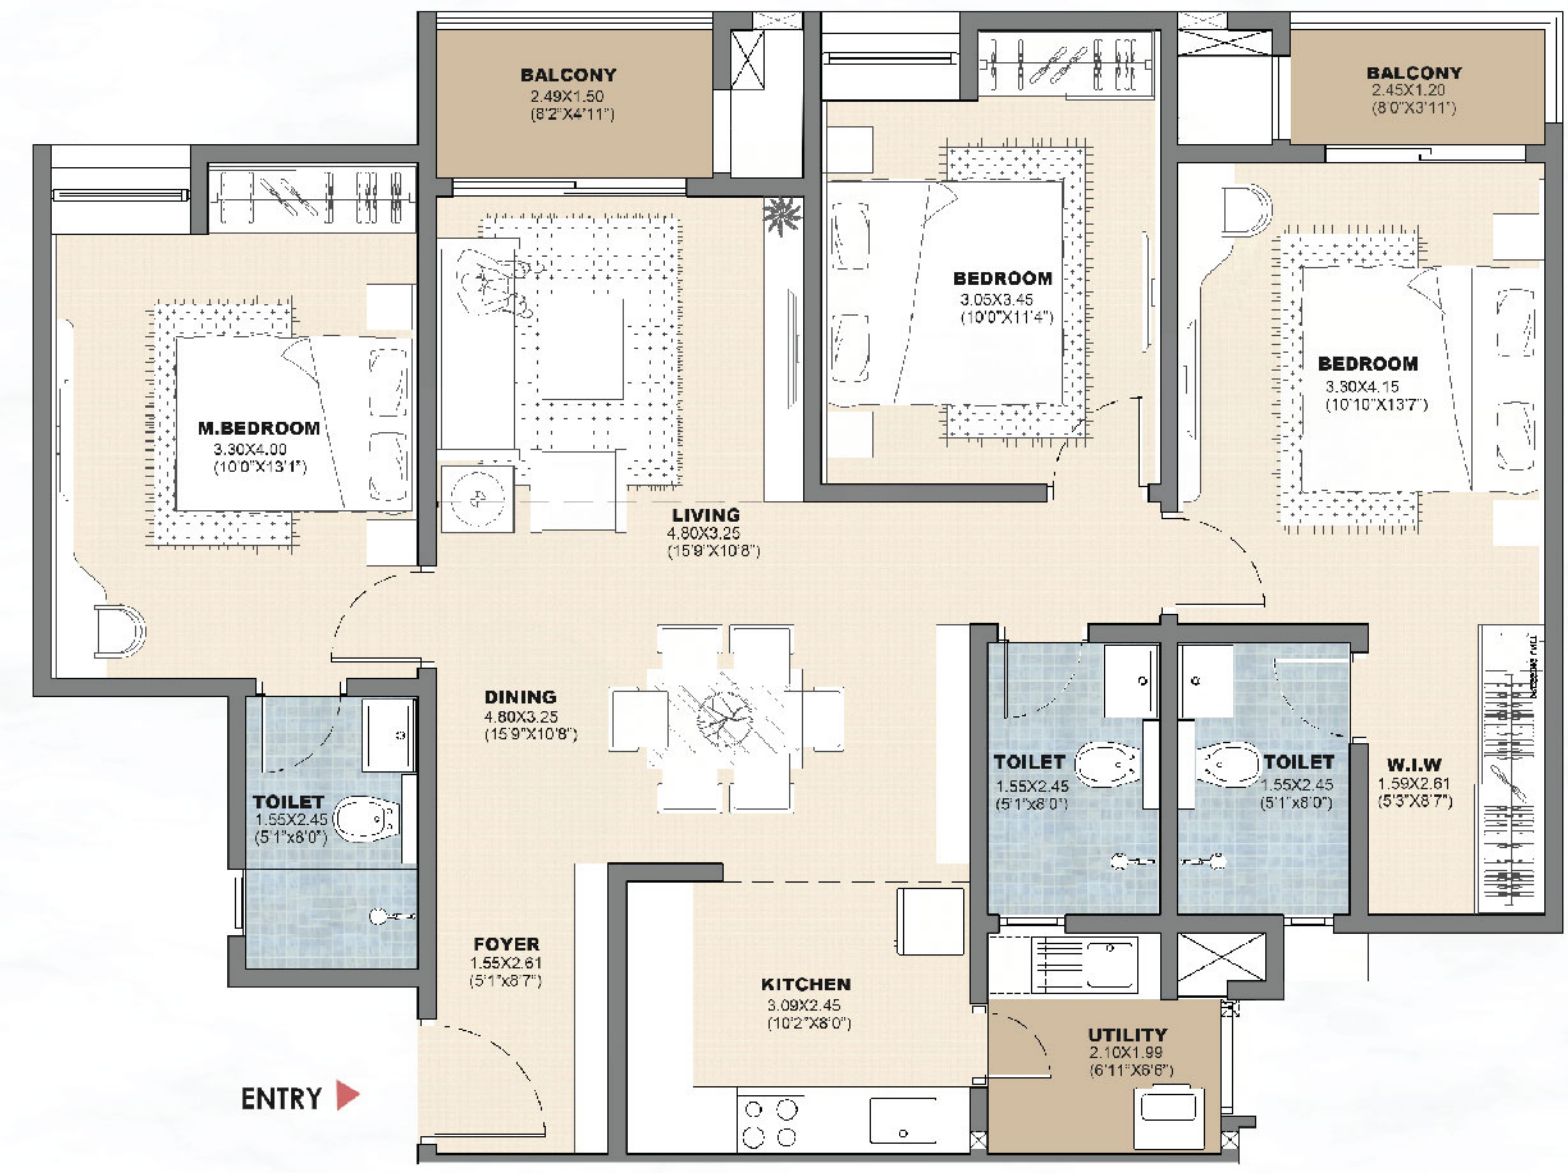 BALCONY
2.49X1.50
(8'2"X4'11")
BALCONY
2.45X1.20
(8'0"X3'11")
BEDROOM
3.05X3.45
(10'0"X11'4")
BEDROOM
3.30X4.15
(10'10"X13'7")
M.BEDROOM
3.30X4.00
(10'0"X13'1")
LIVING
4.80X3.25
(15'9"X10'8")
DINING
4.80X3.25
(15'9"X10'8")
TOILET
1.55X2.45
(5'1"x8'0")
TOILET
1.55X2.45
(5'1"x8'0")
W.I.W
1.59X2.61
(5'3"X8'7")
TOILET
1.55X2.45
(5'1"x8'0")
FOYER
1.55X2.61
(5'1"x8'7")
KITCHEN
3.09X2.45
(10'2"X8'0")
UTILITY
2.10X1.99
(6'11"X6'6")
ENTRY